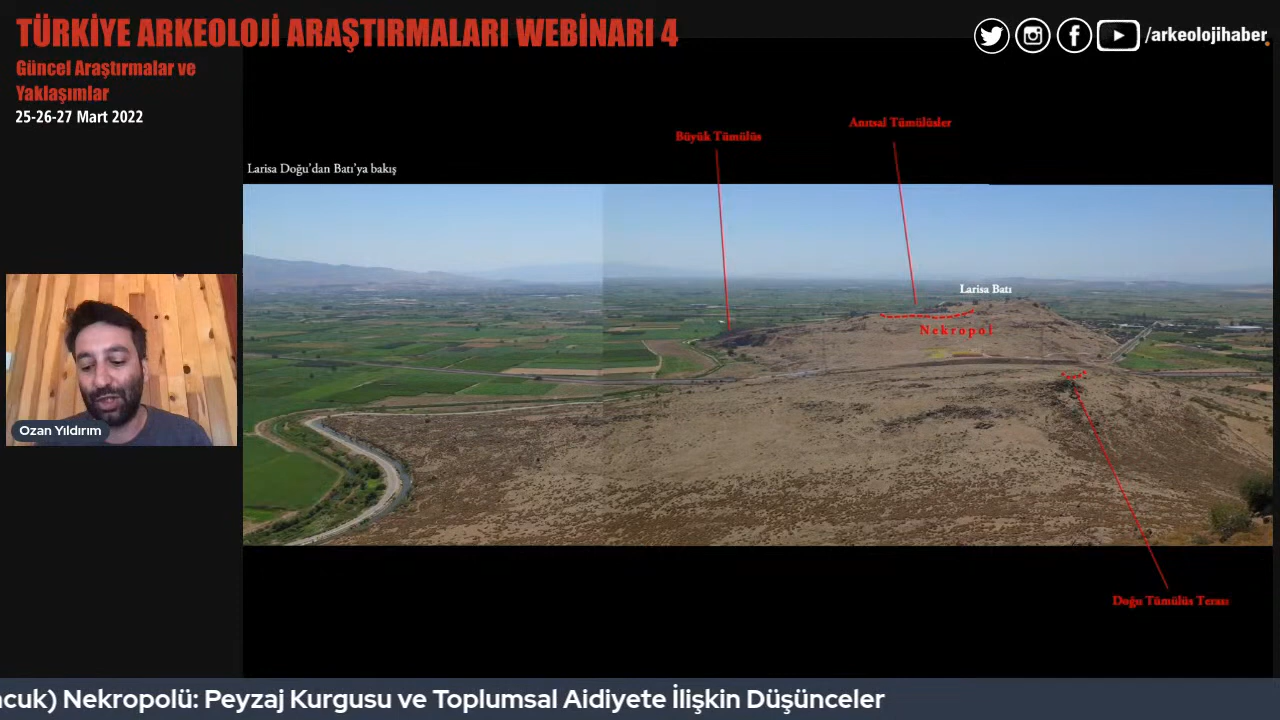 TÜRKİYE ARKEOLOJİ ARAŞTIRMALARI WEBİNARI 4
/arkeolojihaber
Güncel Araştırmalar ve
Yaklaşımlar
25-26-27 Mart 2022
Anıtsal Tümülüsler
Büyük Tümülüs
Larisa Doğu'dan Batı'ya bakış
Larisa Batı
Nekropol
Ozan Yıldırım
Doğu Tümülüs Terası
Nekropolü: Peyzaj Kurgusu ve Toplumsal Aidiyete İlişkin Düşünceler